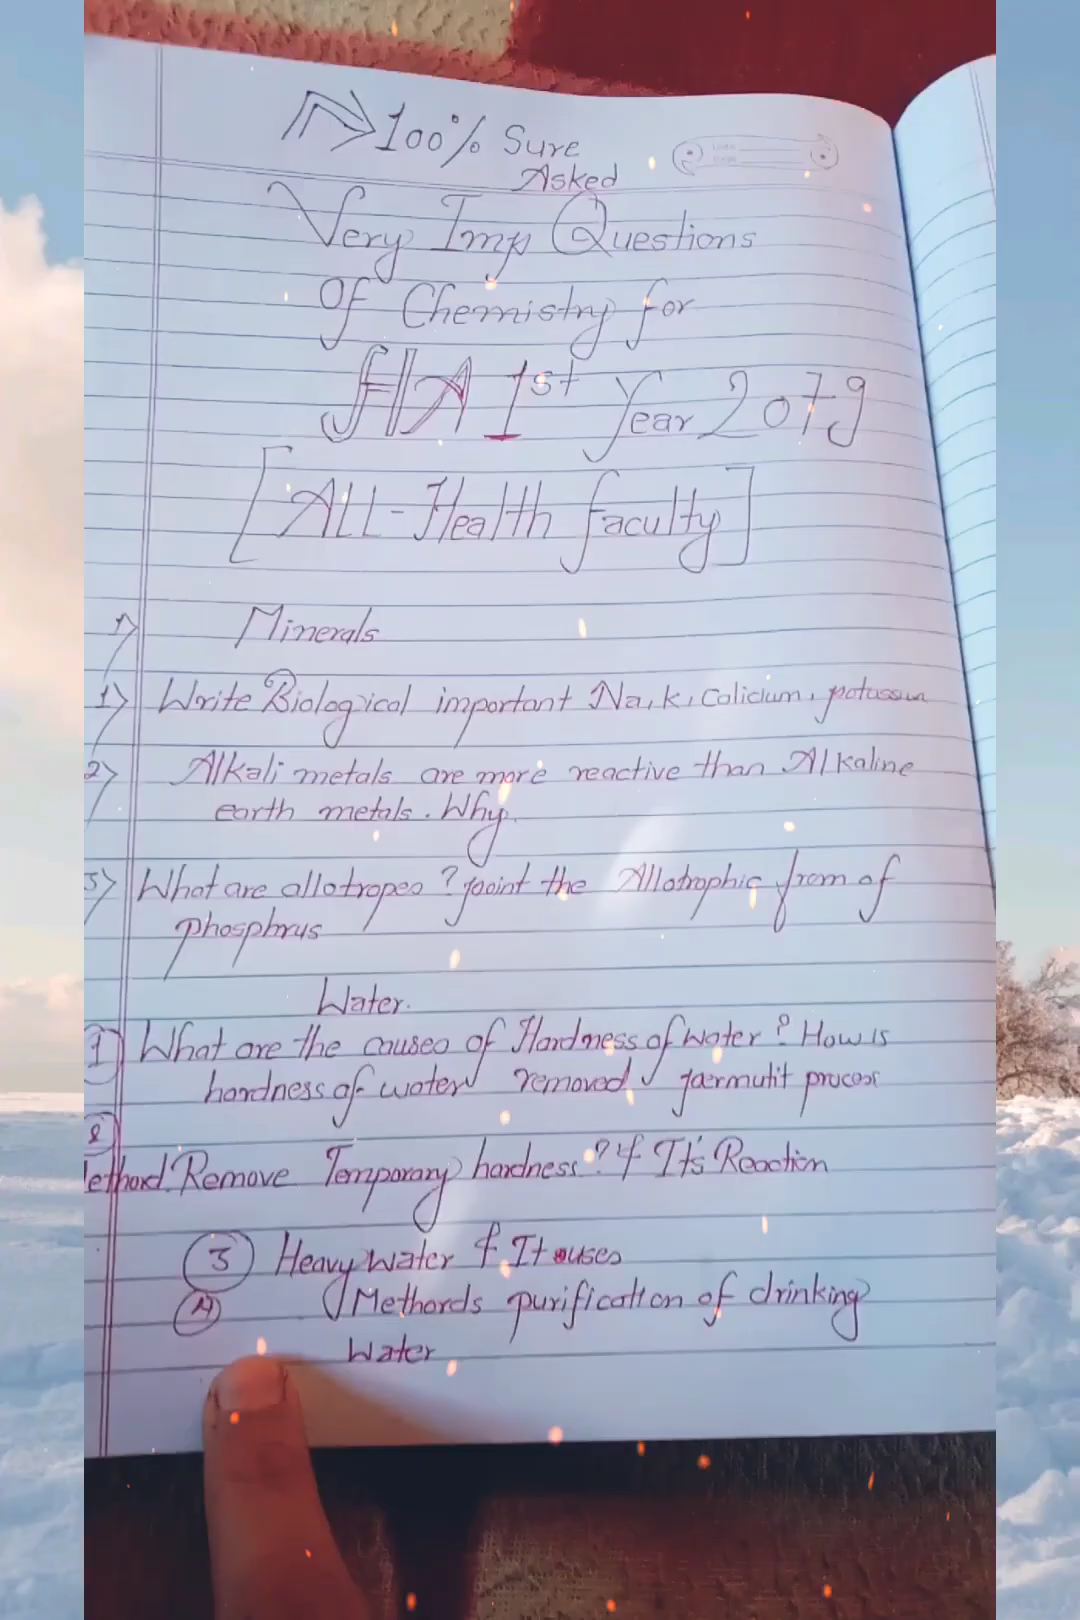 100% Sure
Asked
Very Imp Questions
Of Chemistry for
HA 1st Year 2079
[ALL-Health faculty]
Minerals
1) Write Biological important Na, k, Calicium, potassium
2) Alkali metals are more reactive than Alkaline
earth metals. Why.
3) What are allotropes? point the Allotrophic from of
phosphrus
Water.
1 What are the causes of Hardness of water? How is
hardness of water removed permutit process
2
ethord Remove Temporary hardness? & It's Reaction
3 Heavy water & It uses
4 Methords purification of drinking
Water